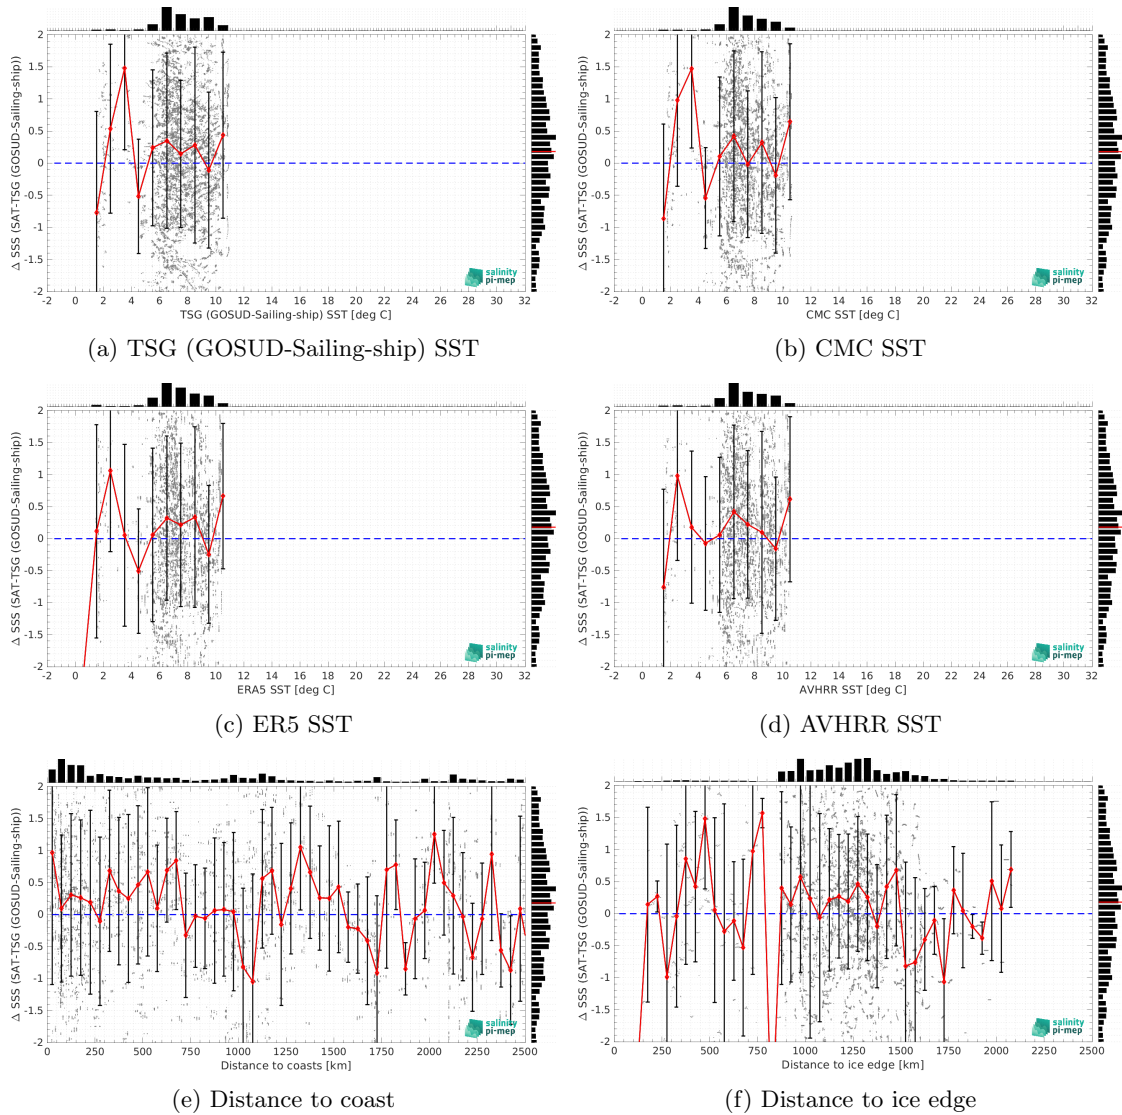 2
1.5
1
0.5
0
-0.5
-1
-1.5
-2
Δ SSS (SAT-TSG (GOSUD-Sailing-ship))
-2 0 2 4 6 8 10 12 14 16 18 20 22 24 26 28 30 32
TSG (GOSUD-Sailing-ship) SST [deg C]
salinity
pi-mep
(a) TSG (GOSUD-Sailing-ship) SST
2
1.5
1
0.5
0
-0.5
-1
-1.5
-2
Δ SSS (SAT-TSG (GOSUD-Sailing-ship))
-2 0 2 4 6 8 10 12 14 16 18 20 22 24 26 28 30 32
CMC SST [deg C]
salinity
pi-mep
(b) CMC SST
2
1.5
1
0.5
0
-0.5
-1
-1.5
-2
Δ SSS (SAT-TSG (GOSUD-Sailing-ship))
-2 0 2 4 6 8 10 12 14 16 18 20 22 24 26 28 30 32
ERA5 SST [deg C]
salinity
pi-mep
(c) ER5 SST
2
1.5
1
0.5
0
-0.5
-1
-1.5
-2
Δ SSS (SAT-TSG (GOSUD-Sailing-ship))
-2 0 2 4 6 8 10 12 14 16 18 20 22 24 26 28 30 32
AVHRR SST [deg C]
salinity
pi-mep
(d) AVHRR SST
2
1.5
1
0.5
0
-0.5
-1
-1.5
-2
Δ SSS (SAT-TSG (GOSUD-Sailing-ship))
0 250 500 750 1000 1250 1500 1750 2000 2250 2500
Distance to coasts [km]
salinity
pi-mep
(e) Distance to coast
2
1.5
1
0.5
0
-0.5
-1
-1.5
-2
Δ SSS (SAT-TSG (GOSUD-Sailing-ship))
0 250 500 750 1000 1250 1500 1750 2000 2250 2500
Distance to ice edge [km]
salinity
pi-mep
(f) Distance to ice edge